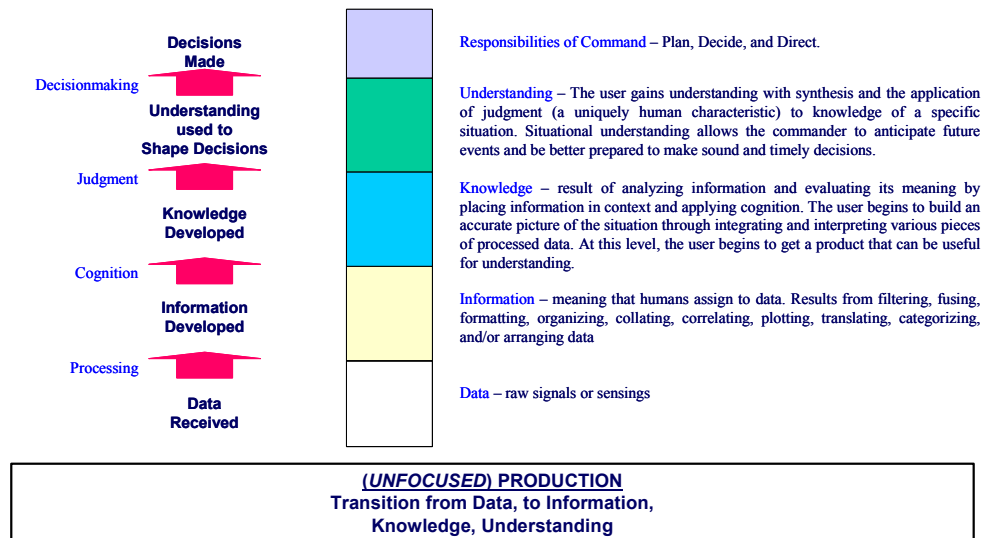 Decisions
Made
Responsibilities of Command – Plan, Decide, and Direct.
Decisionmaking
Understanding
used to
Shape Decisions
Understanding – The user gains understanding with synthesis and the application
of judgment (a uniquely human characteristic) to knowledge of a specific
situation. Situational understanding allows the commander to anticipate future
events and be better prepared to make sound and timely decisions.
Judgment
Knowledge
Developed
Knowledge – result of analyzing information and evaluating its meaning by
placing information in context and applying cognition. The user begins to build an
accurate picture of the situation through integrating and interpreting various pieces
of processed data. At this level, the user begins to get a product that can be useful
for understanding.
Cognition
Information
Developed
Information – meaning that humans assign to data. Results from filtering, fusing,
formatting, organizing, collating, correlating, plotting, translating, categorizing,
and/or arranging data
Processing
Data
Received
Data – raw signals or sensings
(UNFOCUSED) PRODUCTION
Transition from Data, to Information,
Knowledge, Understanding